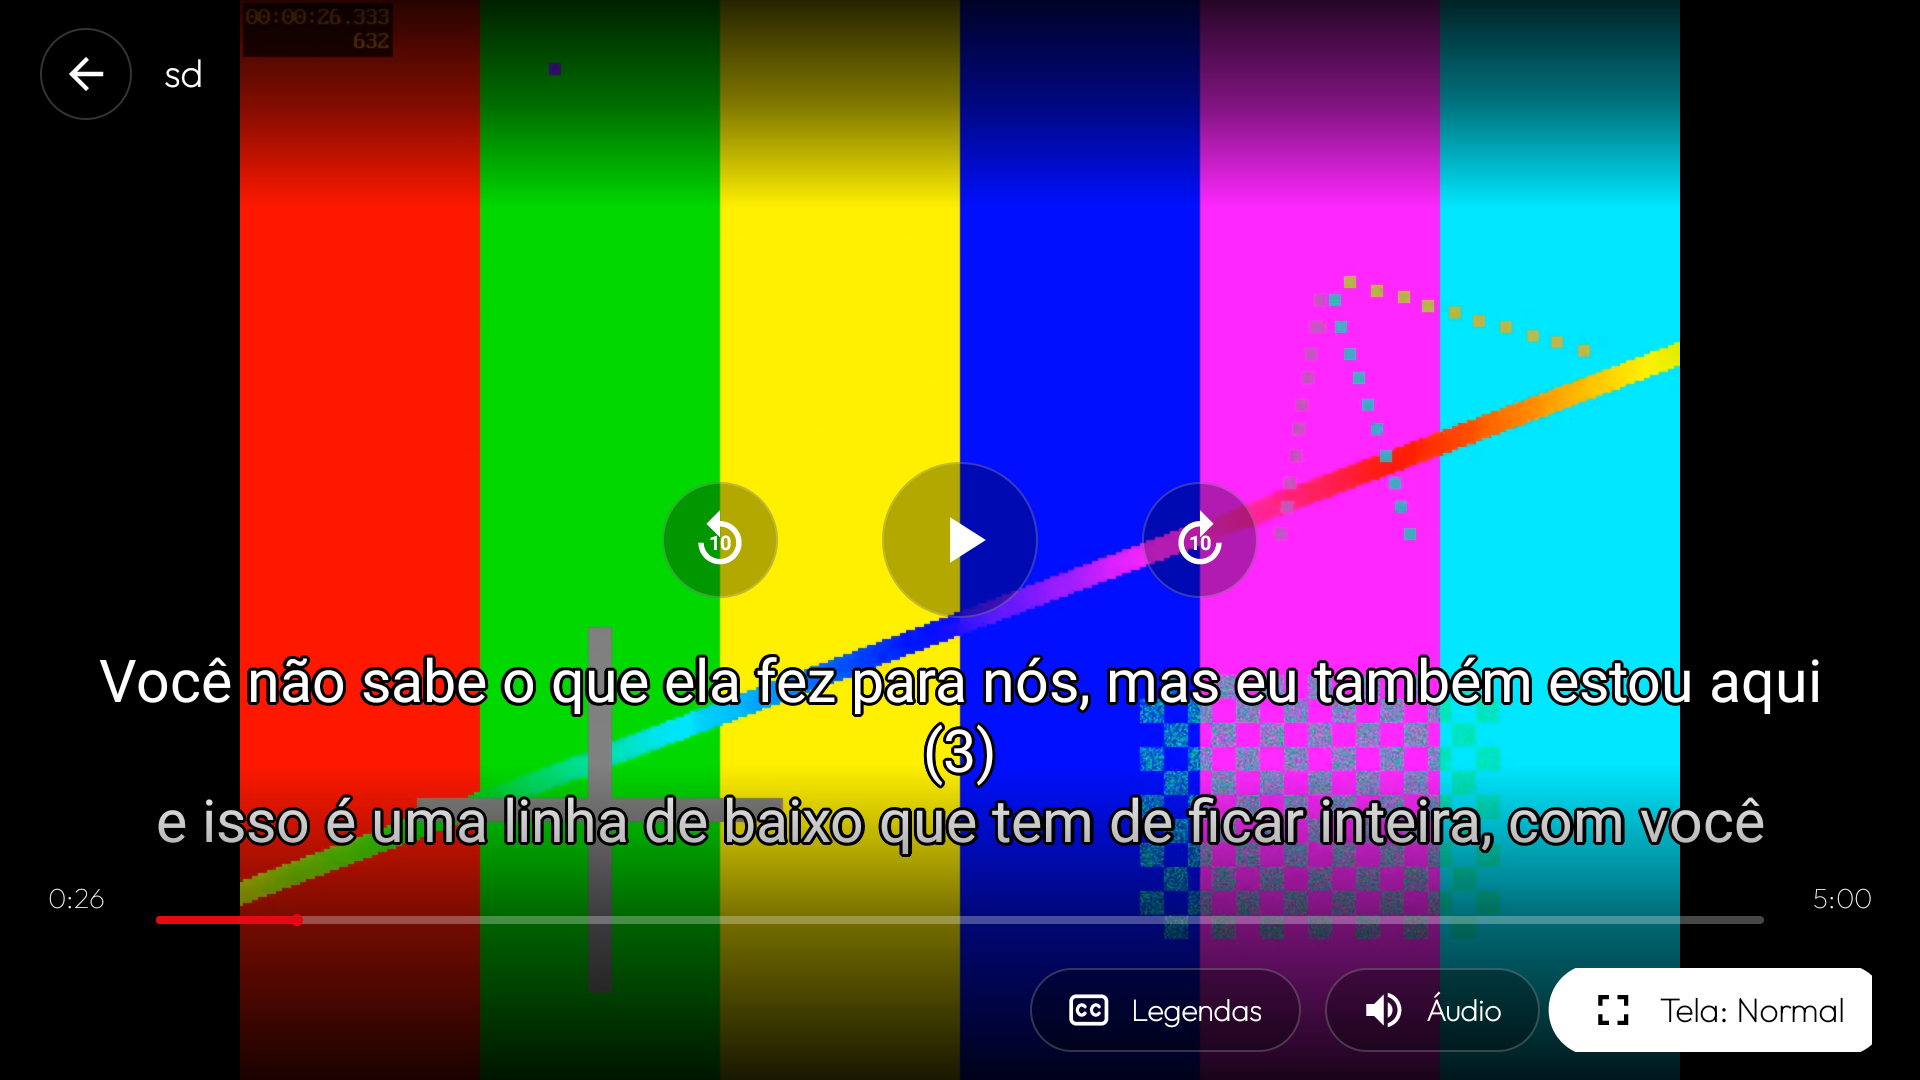 00:00:26.333
632
sd
10
10
Você não sabe o que ela fez para nós, mas eu também estou aqui
(3)
e isso é uma linha de baixo que tem de ficar inteira, com você
0:26
5:00
CC Legendas
Áudio
Tela: Normal